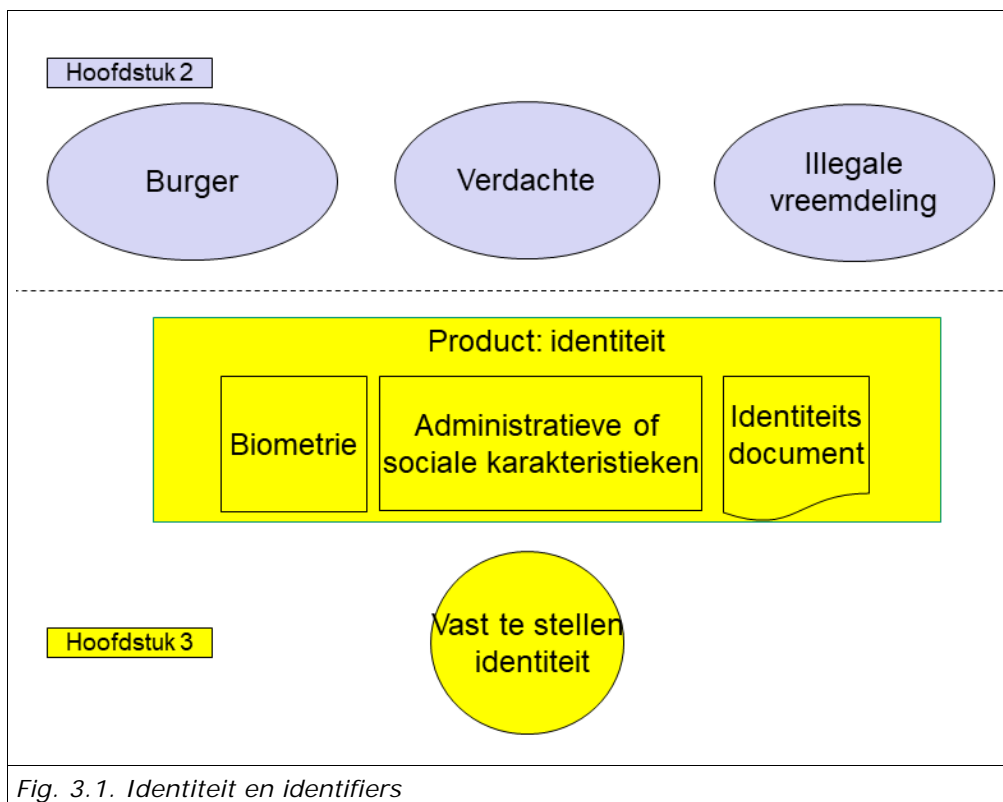 Hoofdstuk 2
Burger
Verdachte
Illegale
vreemdeling
Product: identiteit
Biometrie
Administratieve of
sociale karakteristieken
Identiteits
document
Vast te stellen
identiteit
Hoofdstuk 3
Fig. 3.1. Identiteit en identifiers